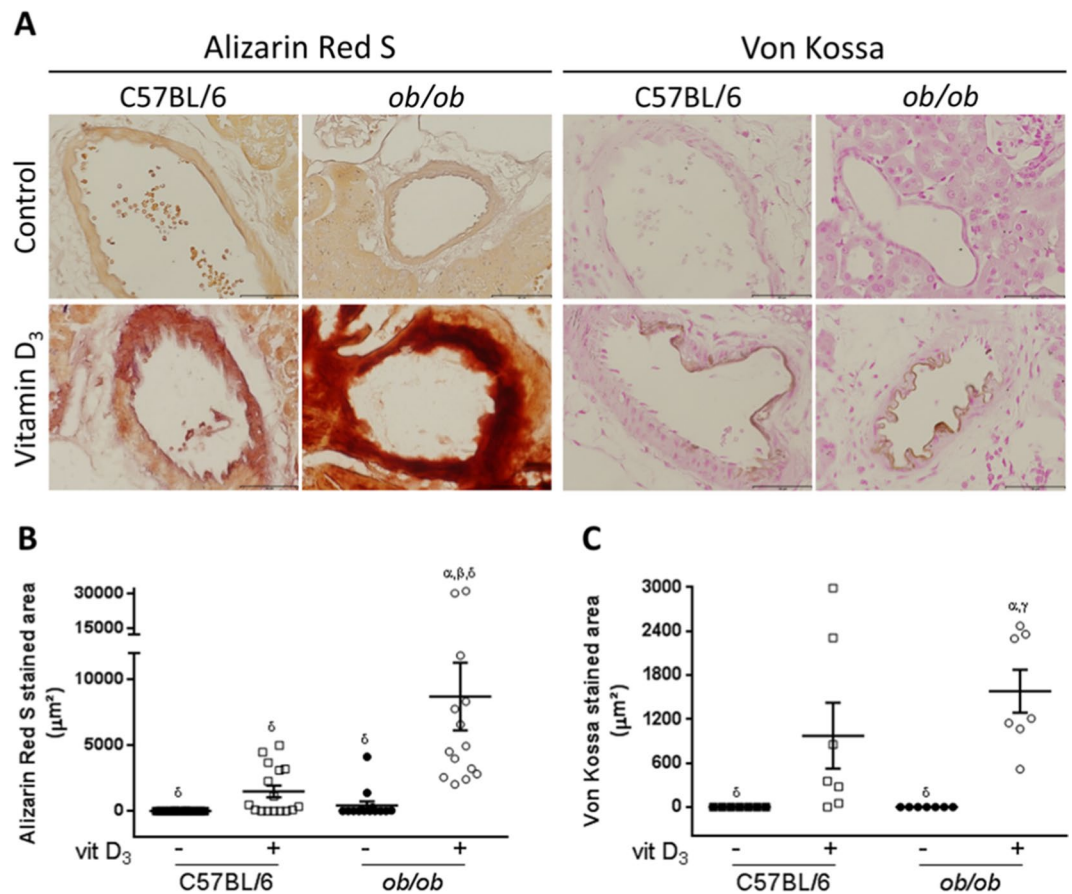 A
Alizarin Red S Von Kossa
C57BL/6 ob/ob C57BL/6 ob/ob
Control
Vitamin D3
B
Alizarin Red S stained area
(µm²)
30000
15000
10000
5000
0
δ δ δ α,β,δ
vit D3 - + - +
C57BL/6 ob/ob
C
Von Kossa stained area
(µm²)
3000
2400
1800
1200
600
0
δ δ α,γ
vit D3 - + - +
C57BL/6 ob/ob